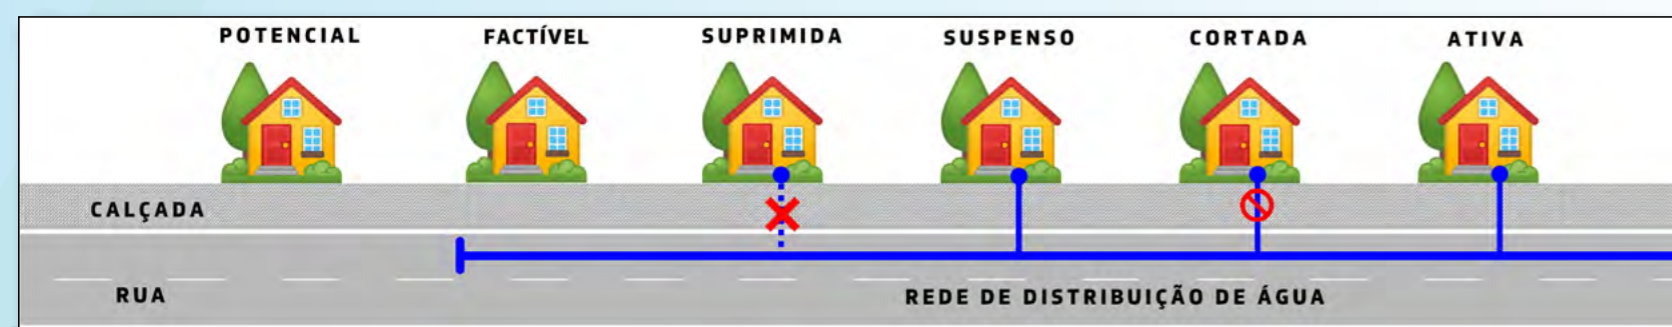 POTENCIAL
FACTÍVEL
SUPRIMIDA
SUSPENSO
CORTADA
ATIVA
CALÇADA
RUA
REDE DE DISTRIBUIÇÃO DE ÁGUA